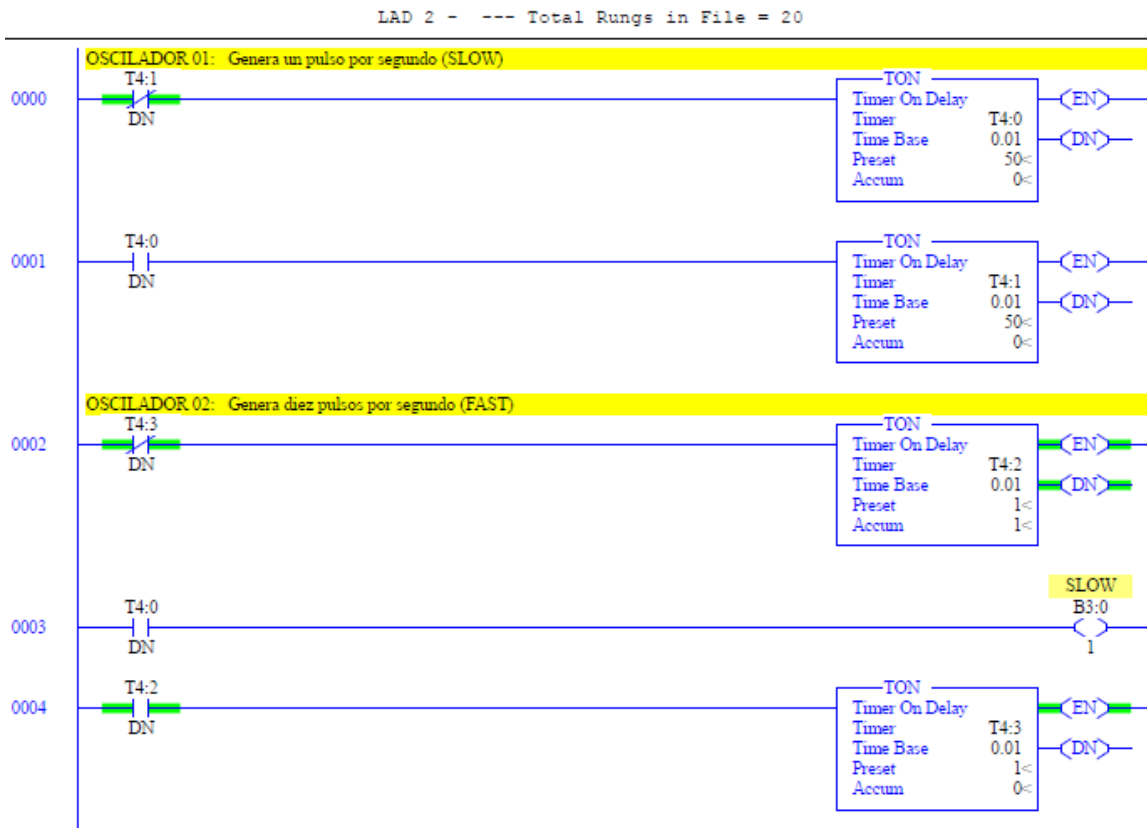 LAD 2 -   --- Total Rungs in File = 20
OSCILADOR 01:   Genera un pulso por segundo (SLOW)
T4:1
DN
0000
TON
Timer On Delay
Timer T4:0
Time Base 0.01
Preset 50<
Accum 0<
EN
DN
T4:0
DN
0001
TON
Timer On Delay
Timer T4:1
Time Base 0.01
Preset 50<
Accum 0<
EN
DN
OSCILADOR 02:   Genera diez pulsos por segundo (FAST)
T4:3
DN
0002
TON
Timer On Delay
Timer T4:2
Time Base 0.01
Preset 1<
Accum 1<
EN
DN
T4:0
DN
0003
SLOW
B3:0
1
T4:2
DN
0004
TON
Timer On Delay
Timer T4:3
Time Base 0.01
Preset 1<
Accum 0<
EN
DN